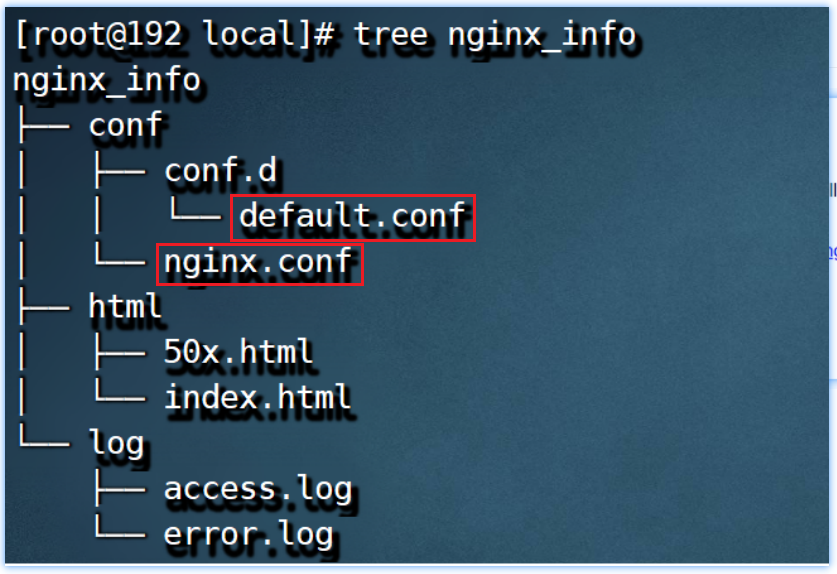 [root@192 local]# tree nginx_info
nginx_info
├── conf
│   ├── conf.d
│   │   └── default.conf
│   └── nginx.conf
├── html
│   ├── 50x.html
│   └── index.html
└── log
    ├── access.log
    └── error.log